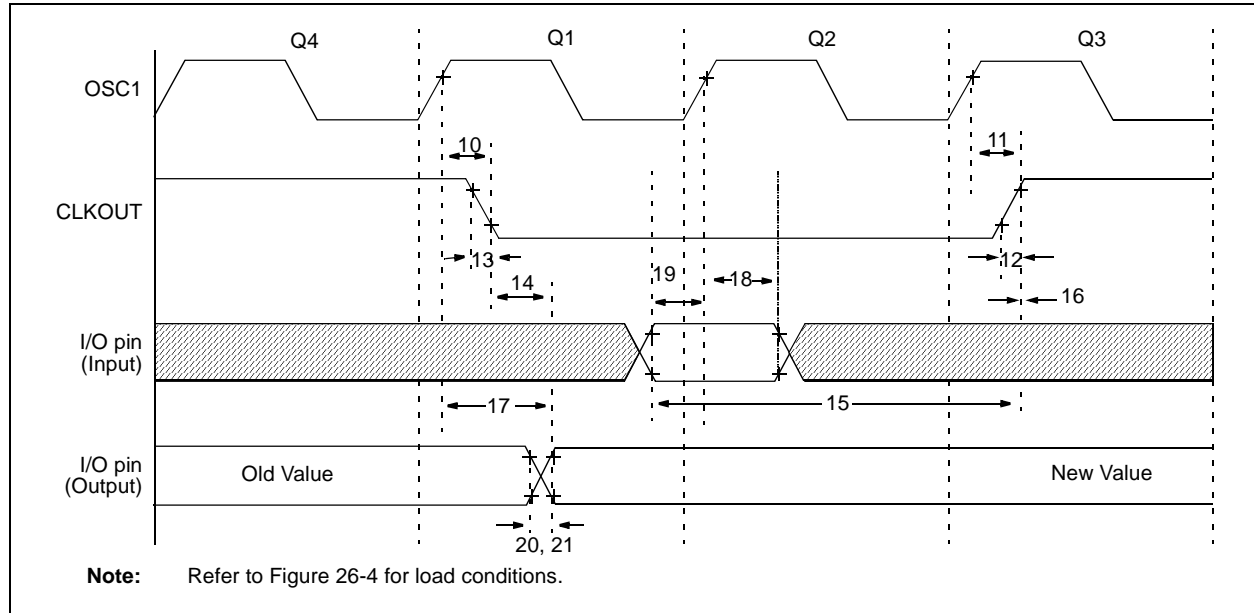 Q4 Q1 Q2 Q3
OSC1
10 11
CLKOUT
13 12
14 19 18 16
I/O pin
(Input)
17 15
I/O pin
(Output)
Old Value New Value
20, 21
Note: Refer to Figure 26-4 for load conditions.